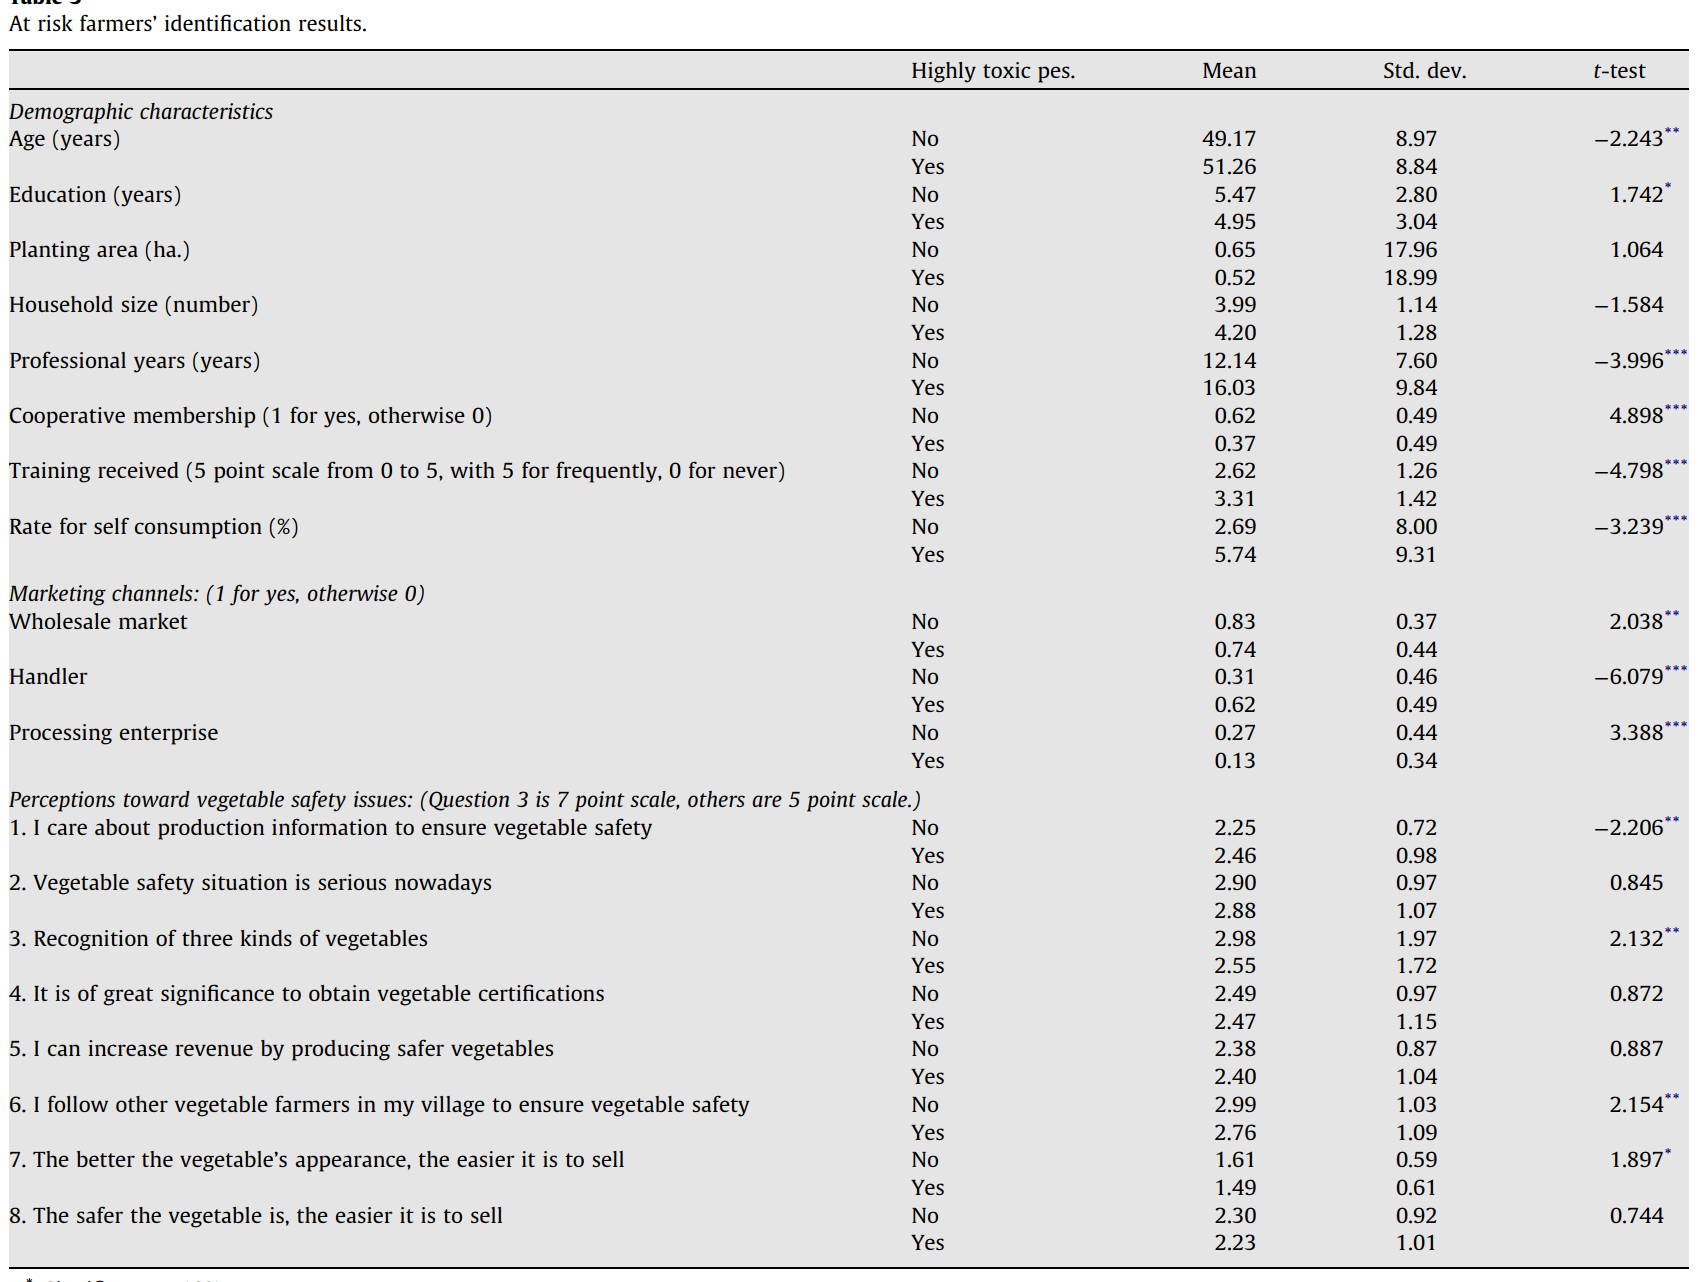 At risk farmers’ identification results.
Highly toxic pes. Mean Std. dev. t-test
Demographic characteristics
Age (years) No 49.17 8.97 −2.243**
Yes 51.26 8.84
Education (years) No 5.47 2.80 1.742*
Yes 4.95 3.04
Planting area (ha.) No 0.65 17.96 1.064
Yes 0.52 18.99
Household size (number) No 3.99 1.14 −1.584
Yes 4.20 1.28
Professional years (years) No 12.14 7.60 −3.996***
Yes 16.03 9.84
Cooperative membership (1 for yes, otherwise 0) No 0.62 0.49 4.898***
Yes 0.37 0.49
Training received (5 point scale from 0 to 5, with 5 for frequently, 0 for never) No 2.62 1.26 −4.798***
Yes 3.31 1.42
Rate for self consumption (%) No 2.69 8.00 −3.239***
Yes 5.74 9.31
Marketing channels: (1 for yes, otherwise 0)
Wholesale market No 0.83 0.37 2.038**
Yes 0.74 0.44
Handler No 0.31 0.46 −6.079***
Yes 0.62 0.49
Processing enterprise No 0.27 0.44 3.388***
Yes 0.13 0.34
Perceptions toward vegetable safety issues: (Question 3 is 7 point scale, others are 5 point scale.)
1. I care about production information to ensure vegetable safety No 2.25 0.72 −2.206**
Yes 2.46 0.98
2. Vegetable safety situation is serious nowadays No 2.90 0.97 0.845
Yes 2.88 1.07
3. Recognition of three kinds of vegetables No 2.98 1.97 2.132**
Yes 2.55 1.72
4. It is of great significance to obtain vegetable certifications No 2.49 0.97 0.872
Yes 2.47 1.15
5. I can increase revenue by producing safer vegetables No 2.38 0.87 0.887
Yes 2.40 1.04
6. I follow other vegetable farmers in my village to ensure vegetable safety No 2.99 1.03 2.154**
Yes 2.76 1.09
7. The better the vegetable’s appearance, the easier it is to sell No 1.61 0.59 1.897*
Yes 1.49 0.61
8. The safer the vegetable is, the easier it is to sell No 2.30 0.92 0.744
Yes 2.23 1.01